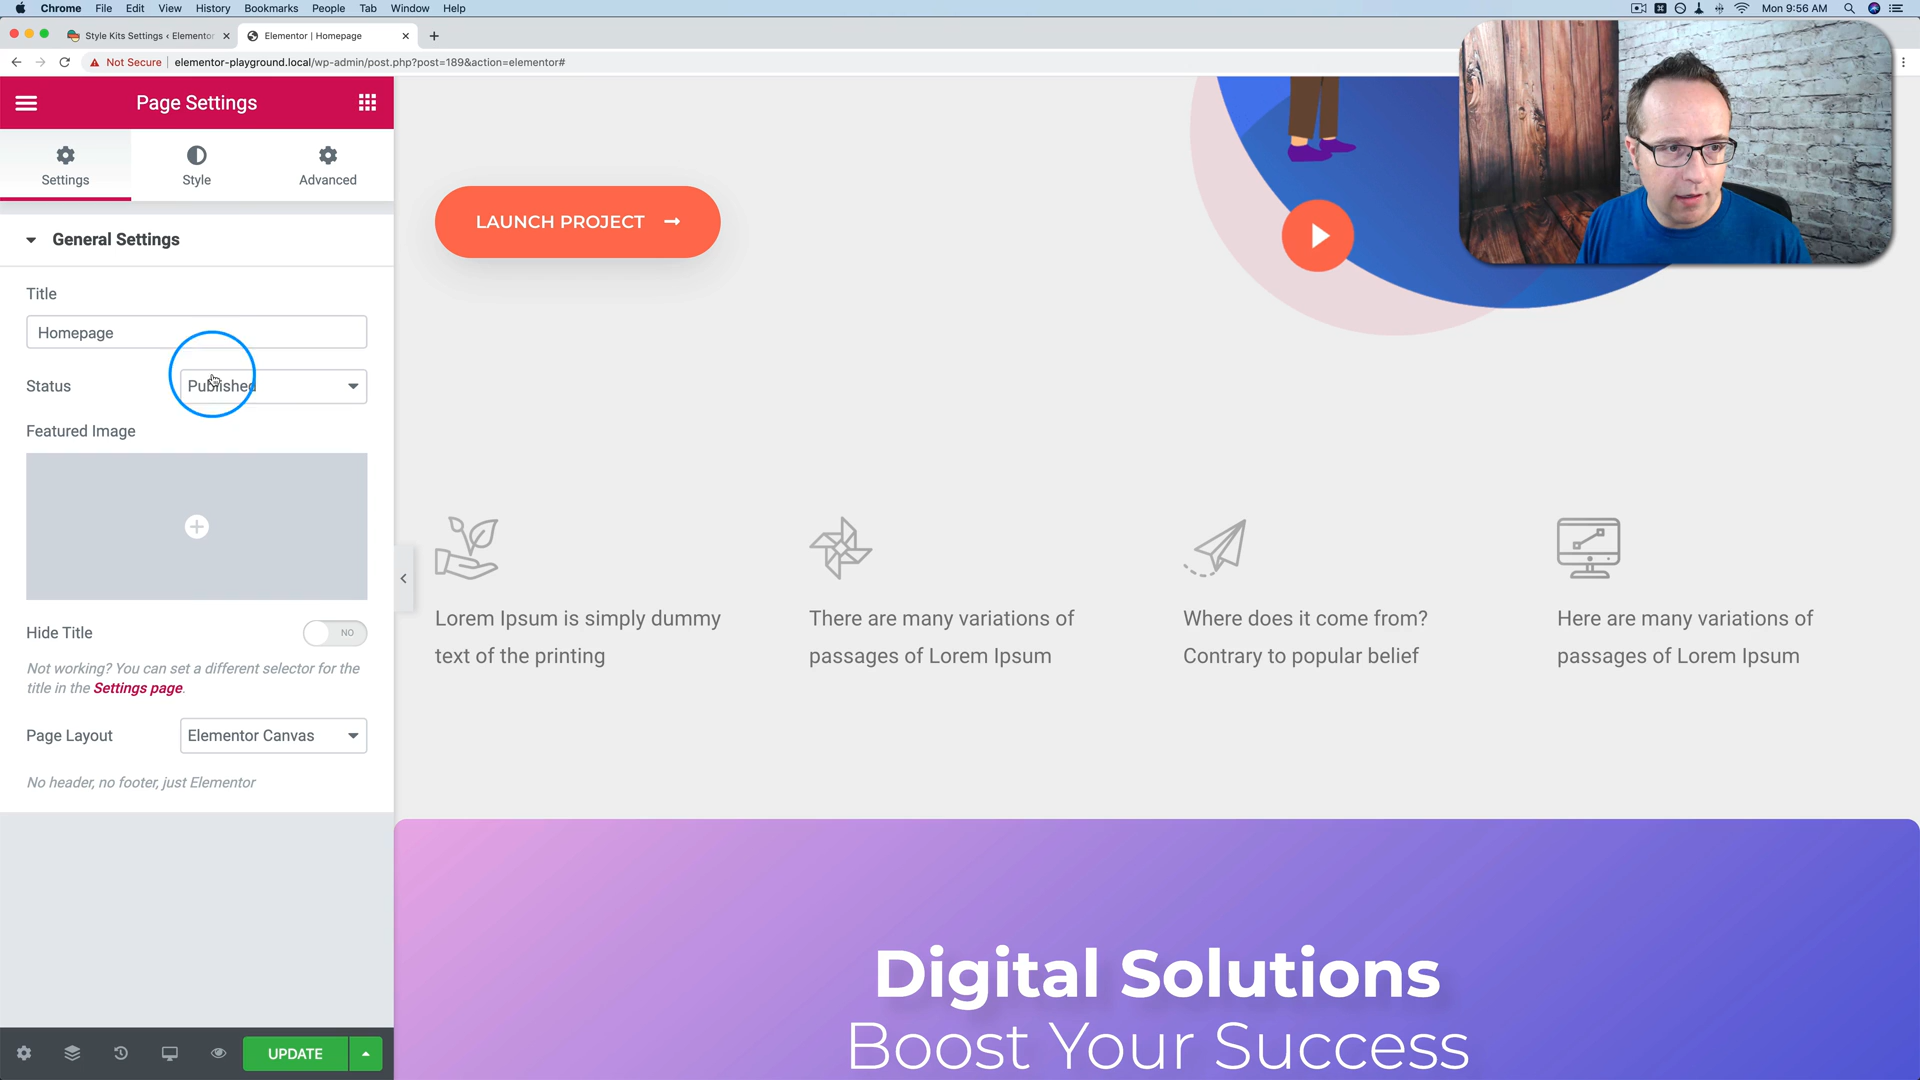 Chrome File Edit View History Bookmarks People Tab Window Help
Mon 9:56 AM
Style Kits Settings ‹ Elementor
Elementor | Homepage
Not Secure | elementor-playground.local/wp-admin/post.php?post=189&action=elementor#
Page Settings
Settings
Style
Advanced
General Settings
Title
Homepage
Status
Published
Featured Image
Hide Title
NO
Not working? You can set a different selector for the
title in the Settings page.
Page Layout
Elementor Canvas
No header, no footer, just Elementor
UPDATE
LAUNCH PROJECT
Lorem Ipsum is simply dummy
text of the printing
There are many variations of
passages of Lorem Ipsum
Where does it come from?
Contrary to popular belief
Here are many variations of
passages of Lorem Ipsum
Digital Solutions
Boost Your Success